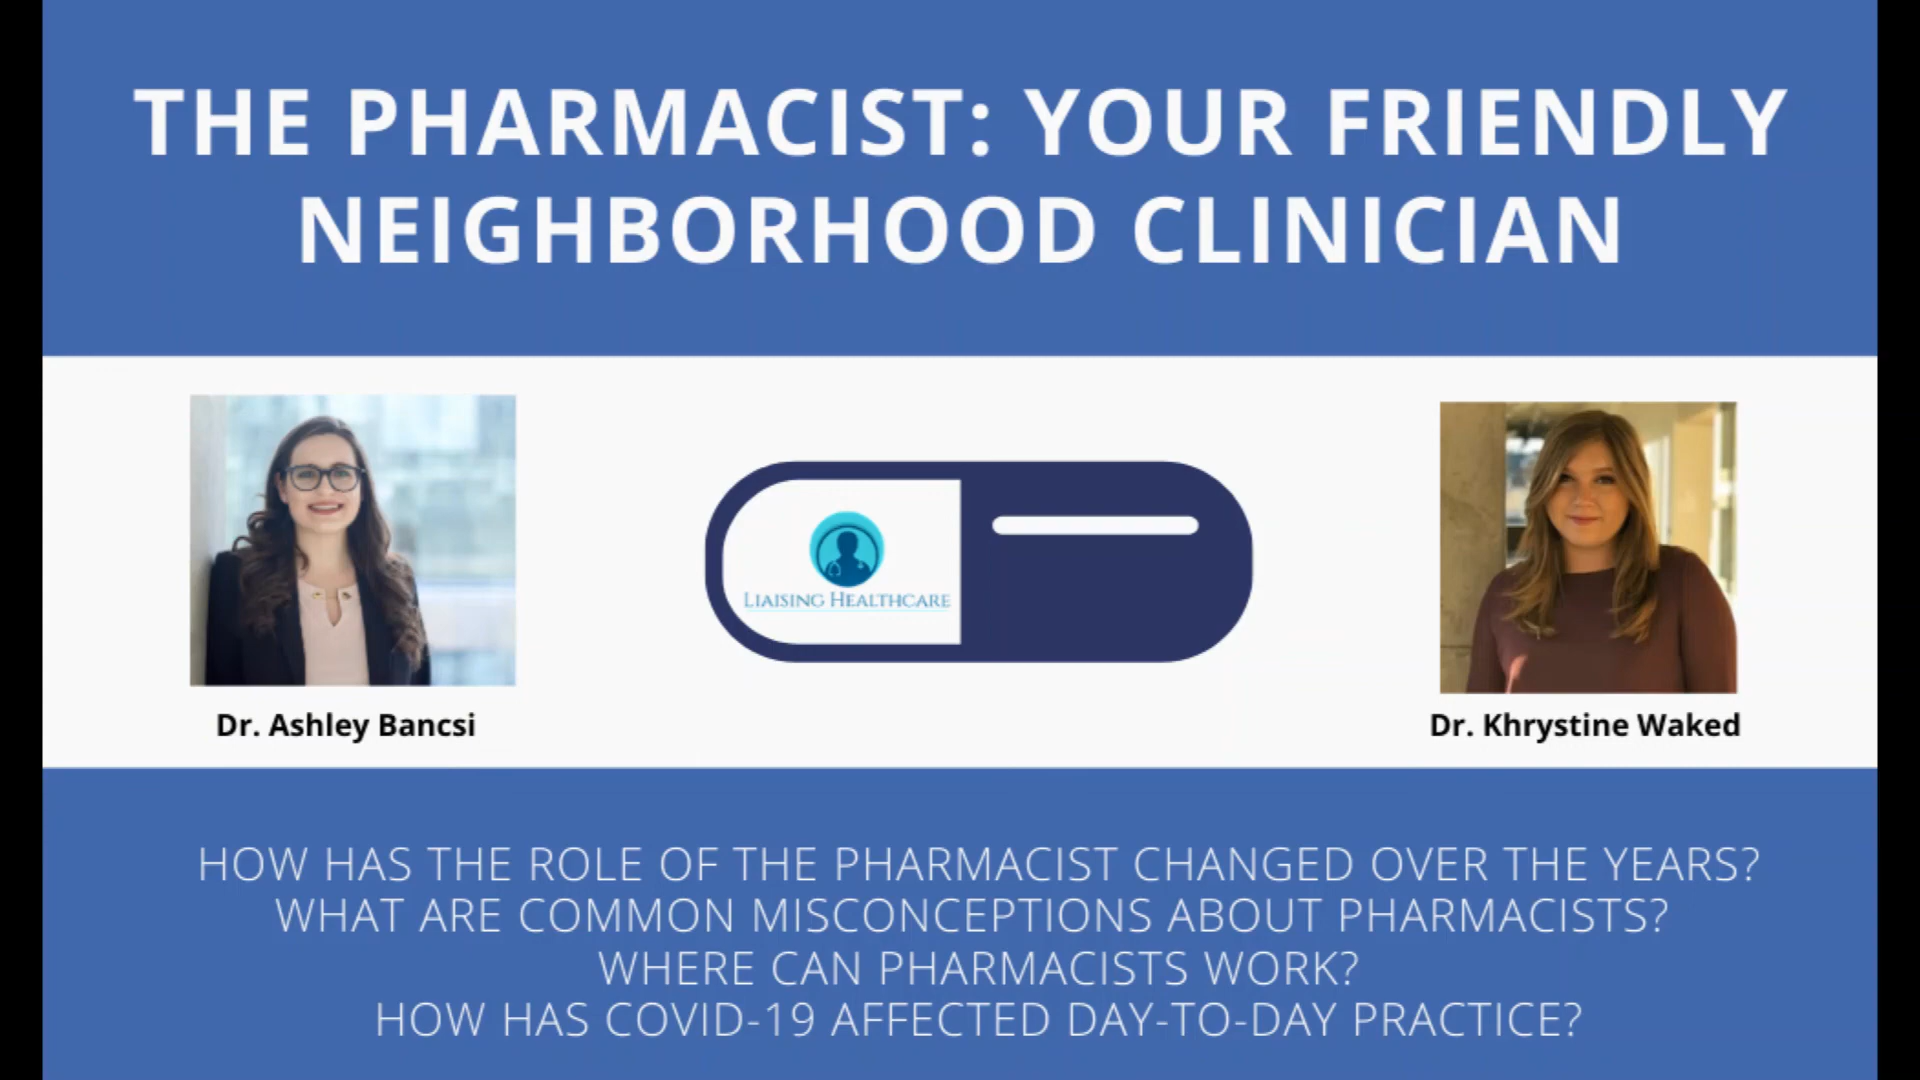 THE PHARMACIST: YOUR FRIENDLY
NEIGHBORHOOD CLINICIAN
LIAISING HEALTHCARE
Dr. Ashley Bancsi
Dr. Khrystine Waked
HOW HAS THE ROLE OF THE PHARMACIST CHANGED OVER THE YEARS?
WHAT ARE COMMON MISCONCEPTIONS ABOUT PHARMACISTS?
WHERE CAN PHARMACISTS WORK?
HOW HAS COVID-19 AFFECTED DAY-TO-DAY PRACTICE?